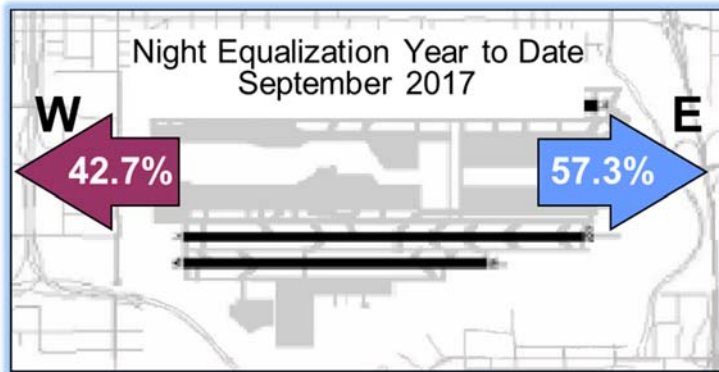 Night Equalization Year to Date
September 2017
W
E
42.7%
57.3%